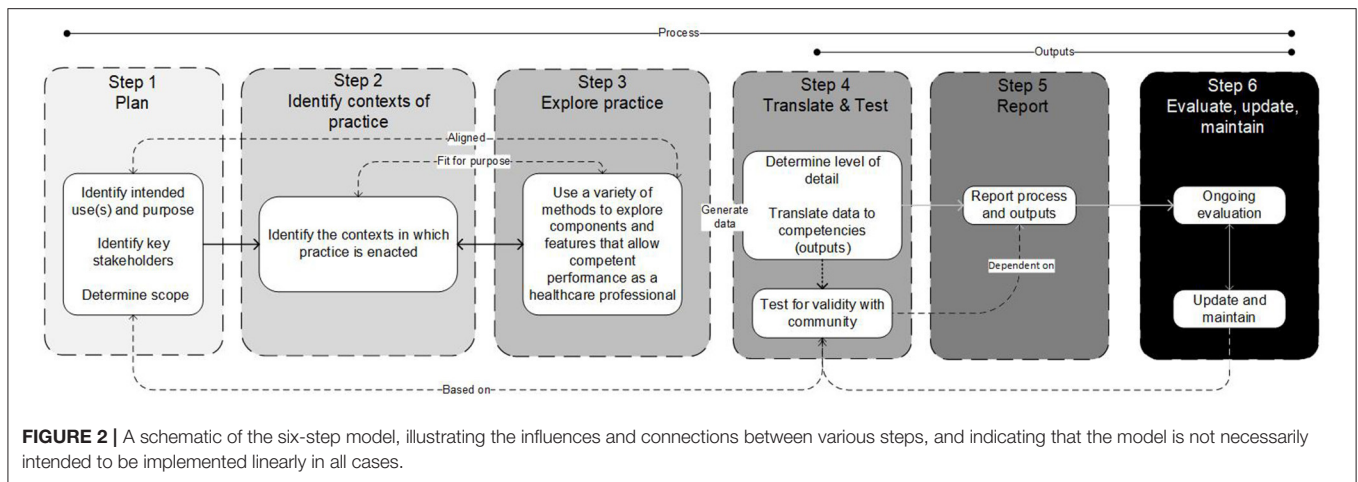 Process
Outputs
Step 1
Plan
Step 2
Identify contexts of
practice
Step 3
Explore practice
Step 4
Translate & Test
Step 5
Report
Step 6
Evaluate, update,
maintain
Aligned
Fit for purpose
Identify intended
use(s) and purpose
Identify key
stakeholders
Determine scope
Identify the contexts in which
practice is enacted
Use a variety of
methods to explore
components and
features that allow
competent
performance as a
healthcare professional
Generate
data
Determine level of
detail
Translate data to
competencies
(outputs)
Test for validity with
community
Report process
and outputs
Dependent on
Ongoing
evaluation
Update and
maintain
Based on
FIGURE 2 | A schematic of the six-step model, illustrating the influences and connections between various steps, and indicating that the model is not necessarily
intended to be implemented linearly in all cases.